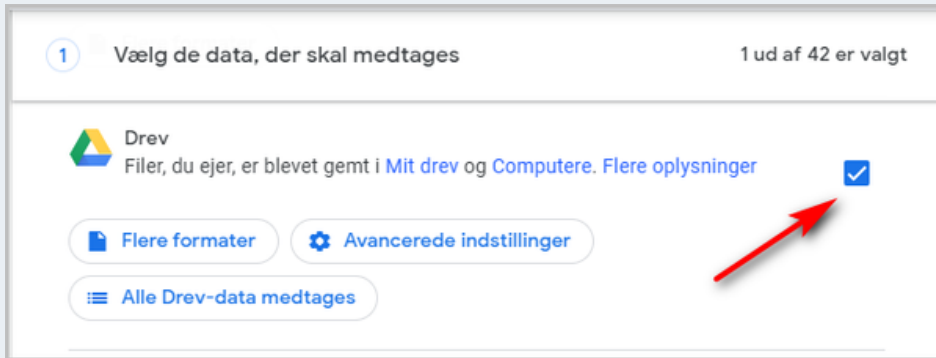 1 Vælg de data, der skal medtages 1 ud af 42 er valgt
Drev
Filer, du ejer, er blevet gemt i Mit drev og Computere. Flere oplysninger
Flere formater Avancerede indstillinger
Alle Drev-data medtages